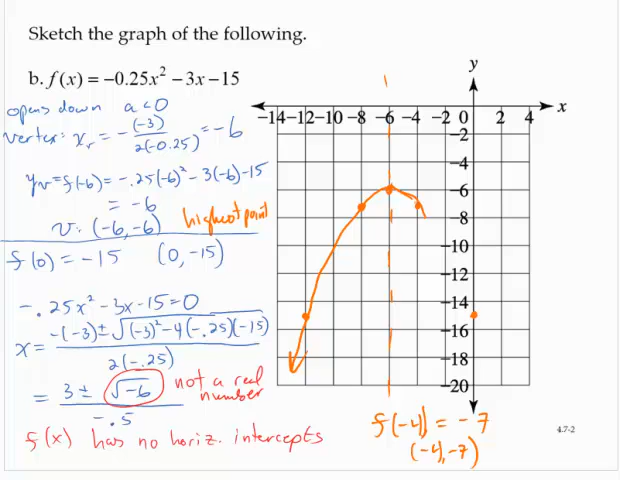 Sketch the graph of the following.
b. f(x) = −0.25x² − 3x − 15
opens down a<0
vertex: xᵥ = −(−3)/2(−0.25) = −6
yᵥ = f(−6) = −.25(−6)² − 3(−6) − 15
= −6
V: (−6, −6) highest point
f(0) = −15 (0, −15)
−.25x² − 3x − 15 = 0
x = −(−3) ± √(−3)² − 4(−.25)(−15) / 2(−.25)
= 3 ± √−6 / −.5 not a real number
f(x) has no horiz. intercepts
y
x
−14 −12 −10 −8 −6 −4 −2 0 2 4
−2
−4
−6
−8
−10
−12
−14
−16
−18
−20
f(−4) = −7
(−4, −7)
4.7-2